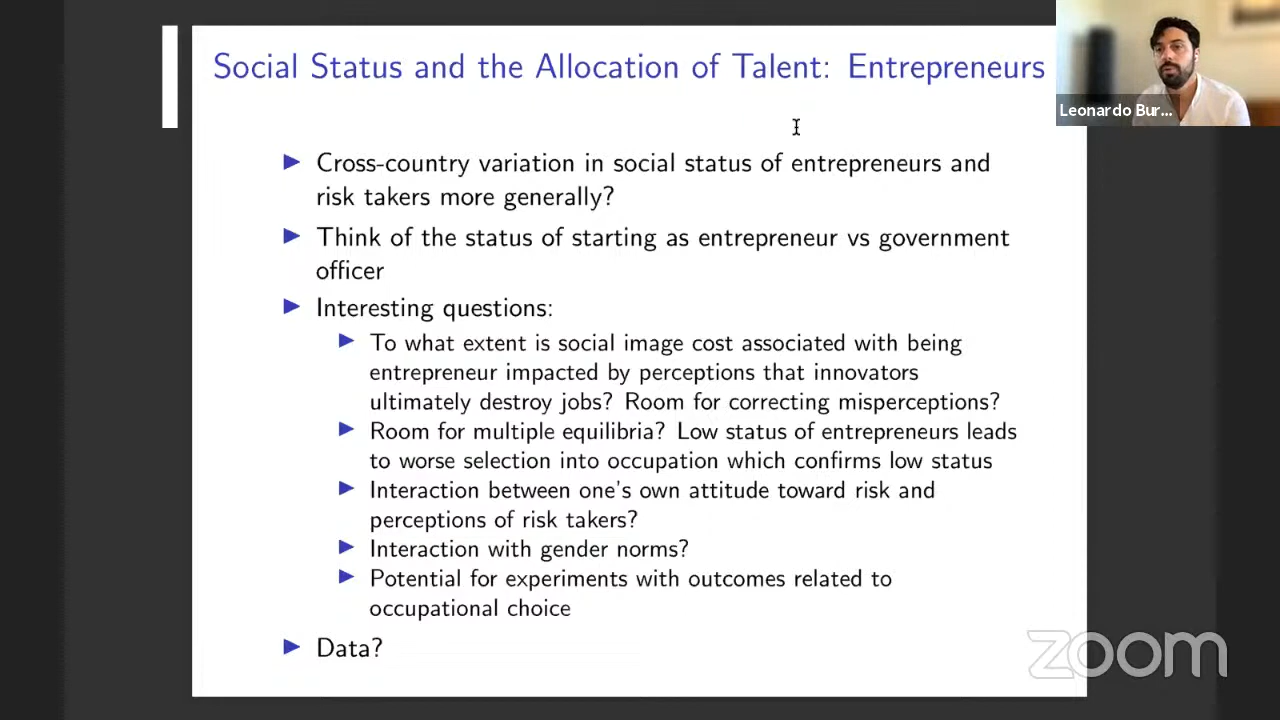 Social Status and the Allocation of Talent: Entrepreneurs
Leonardo Bur...
▶ Cross-country variation in social status of entrepreneurs and
risk takers more generally?
▶ Think of the status of starting as entrepreneur vs government
officer
▶ Interesting questions:
▶ To what extent is social image cost associated with being
entrepreneur impacted by perceptions that innovators
ultimately destroy jobs? Room for correcting misperceptions?
▶ Room for multiple equilibria? Low status of entrepreneurs leads
to worse selection into occupation which confirms low status
▶ Interaction between one's own attitude toward risk and
perceptions of risk takers?
▶ Interaction with gender norms?
▶ Potential for experiments with outcomes related to
occupational choice
▶ Data?
zoom